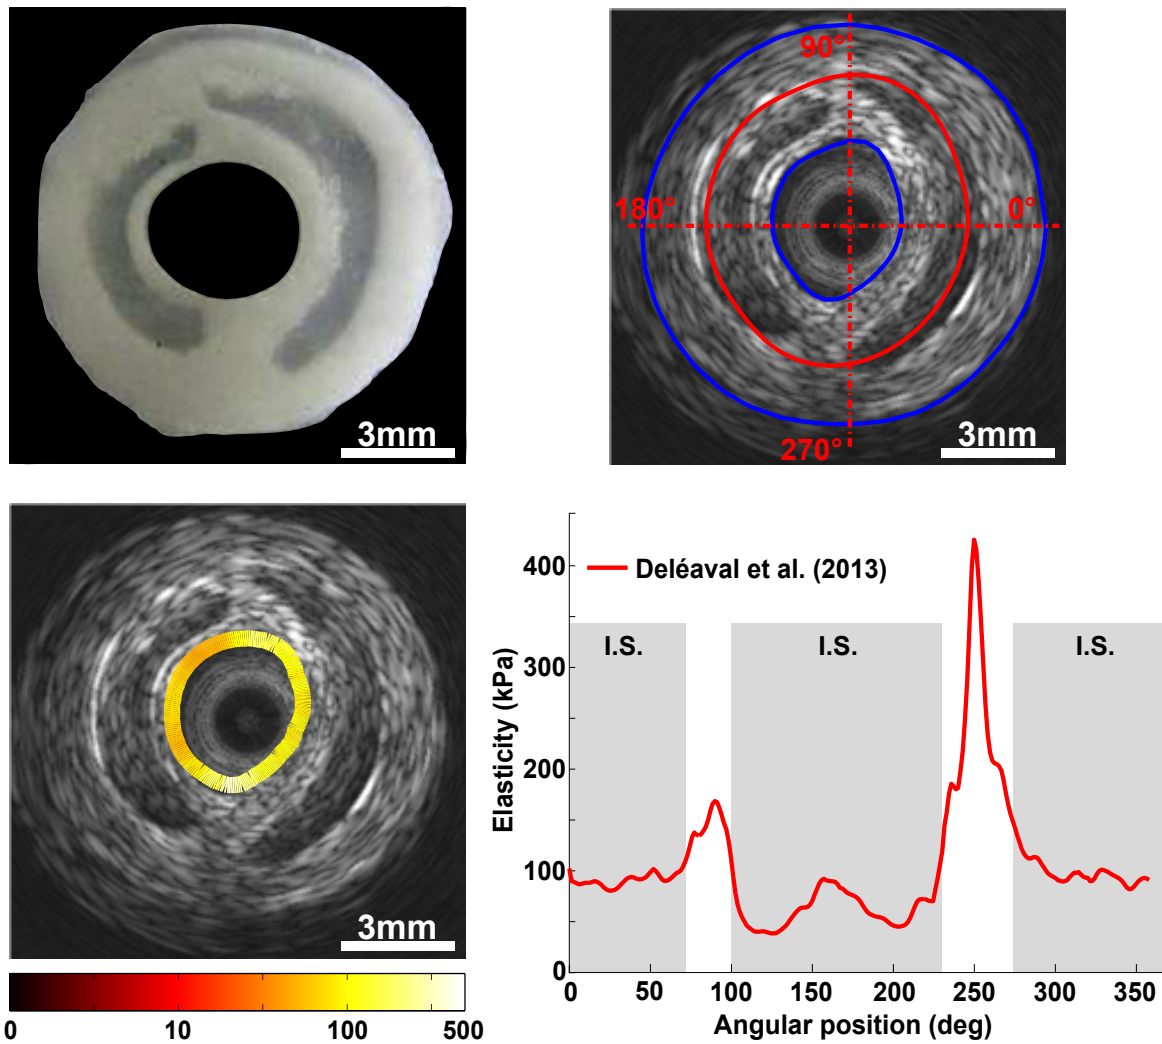 3mm
90°
180°
0°
270°
3mm
3mm
0 10 100 500
Deléaval et al. (2013)
I.S. I.S. I.S.
Elasticity (kPa)
400
300
200
100
0
0 50 100 150 200 250 300 350
Angular position (deg)